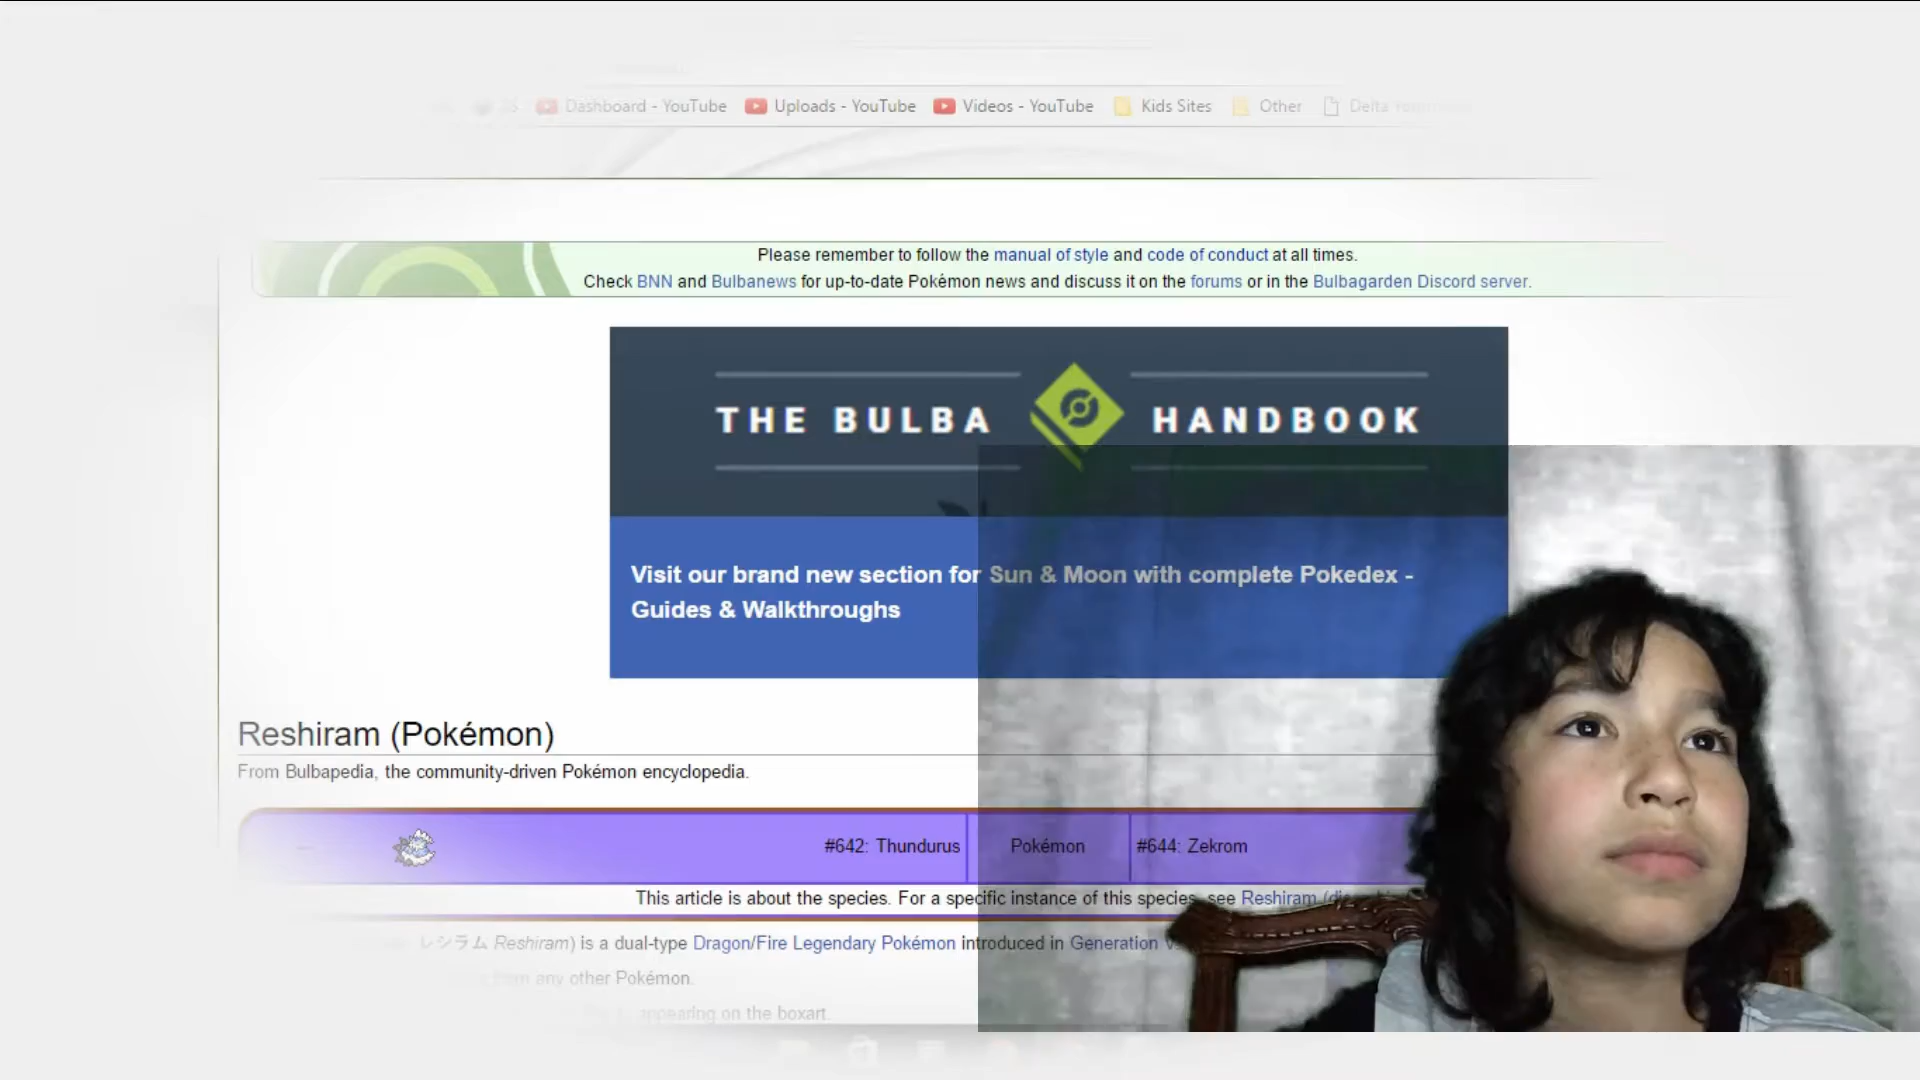 Dashboard - YouTube Uploads - YouTube Videos - YouTube Kids Sites Other Delta
Please remember to follow the manual of style and code of conduct at all times.
Check BNN and Bulbanews for up-to-date Pokémon news and discuss it on the forums or in the Bulbagarden Discord server.
THE BULBA HANDBOOK
Visit our brand new section for Sun & Moon with complete Pokedex -
Guides & Walkthroughs
Reshiram (Pokémon)
From Bulbapedia, the community-driven Pokémon encyclopedia.
#642: Thundurus Pokémon #644: Zekrom
This article is about the species. For a specific instance of this species, see Reshiram
レシラム Reshiram) is a dual-type Dragon/Fire Legendary Pokémon introduced in Generation V.
from any other Pokémon.
appearing on the boxart.